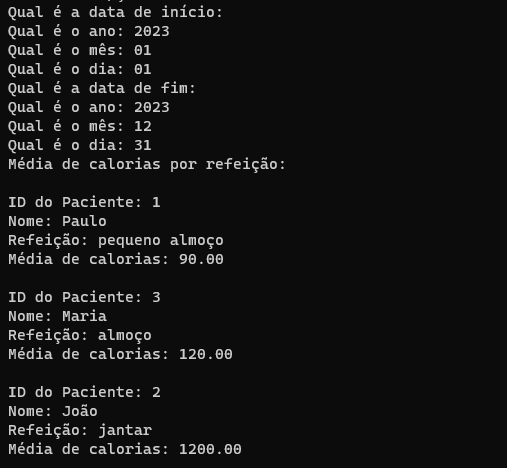 Qual é a data de início:
Qual é o ano: 2023
Qual é o mês: 01
Qual é o dia: 01
Qual é a data de fim:
Qual é o ano: 2023
Qual é o mês: 12
Qual é o dia: 31
Média de calorias por refeição:
ID do Paciente: 1
Nome: Paulo
Refeição: pequeno almoço
Média de calorias: 90.00
ID do Paciente: 3
Nome: Maria
Refeição: almoço
Média de calorias: 120.00
ID do Paciente: 2
Nome: João
Refeição: jantar
Média de calorias: 1200.00